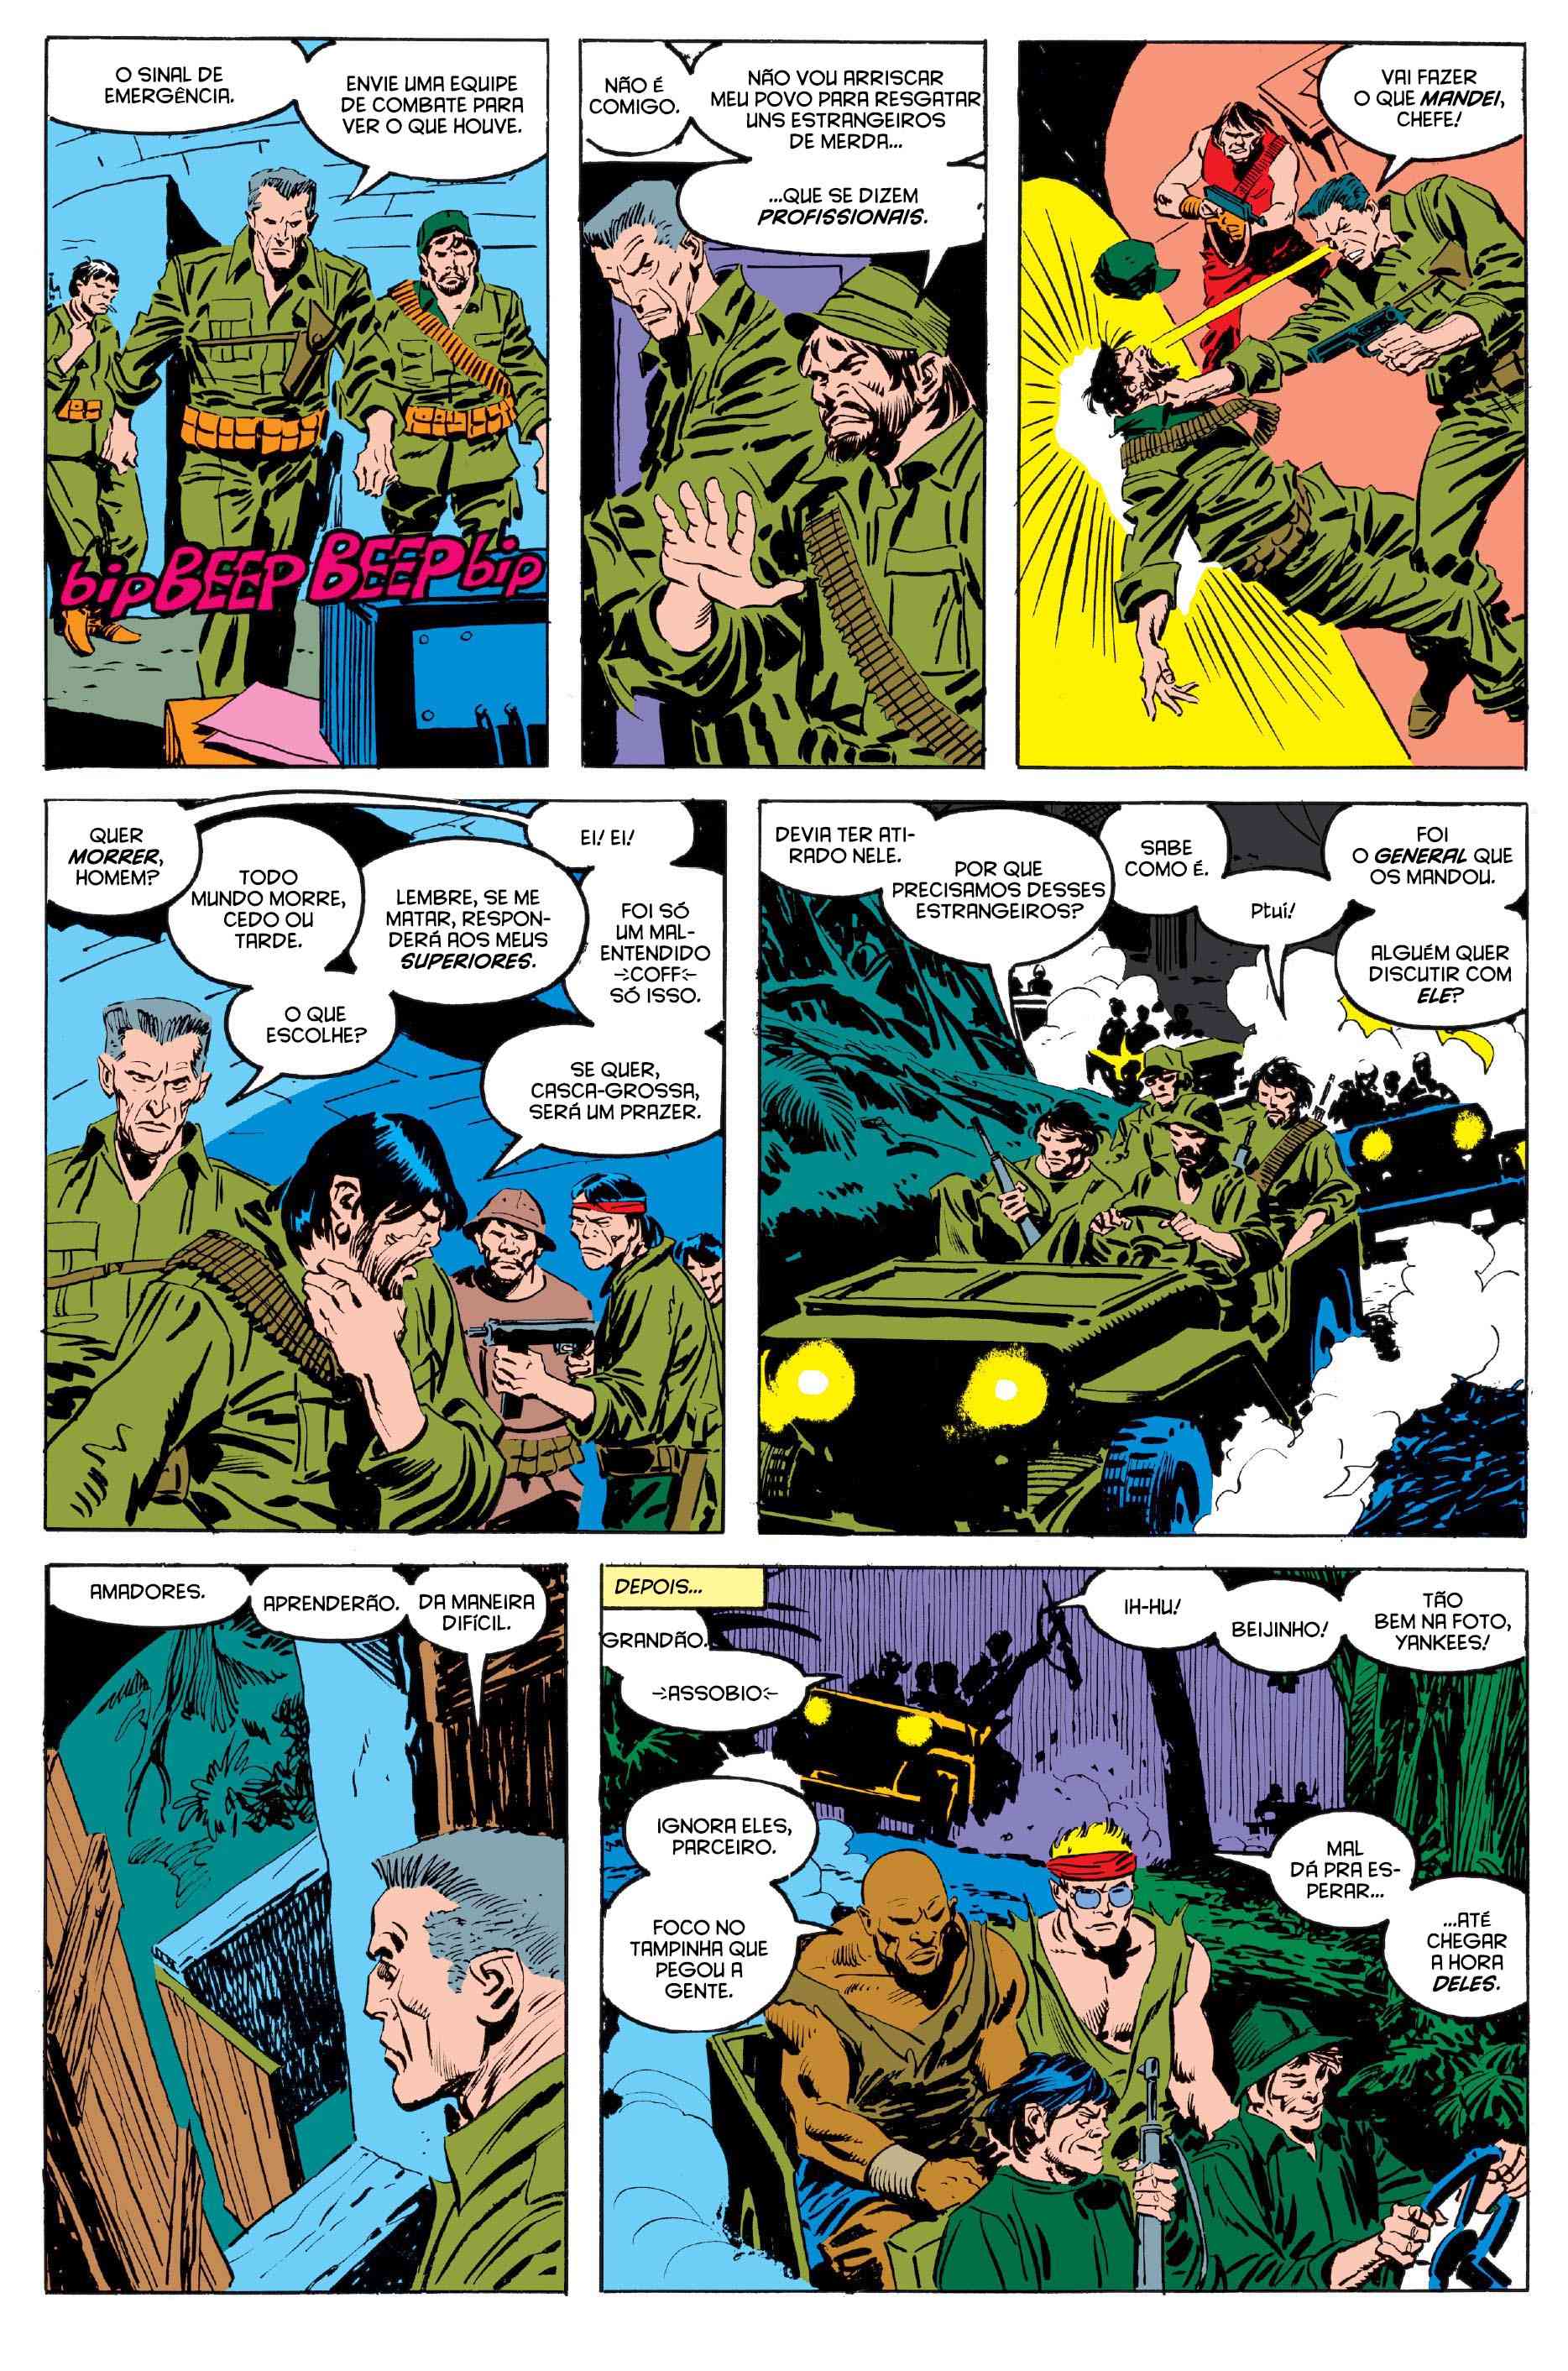 O SINAL DE
EMERGÊNCIA.
ENVIE UMA EQUIPE
DE COMBATE PARA
VER O QUE HOUVE.
bip BEEP BEEP bip
NÃO É
COMIGO.
NÃO VOU ARRISCAR
MEU POVO PARA RESGATAR
UNS ESTRANGEIROS
DE MERDA...
...QUE SE DIZEM
PROFISSIONAIS.
VAI FAZER
O QUE MANDEI,
CHEFE!
QUER
MORRER,
HOMEM?
TODO
MUNDO MORRE,
CEDO OU
TARDE.
O QUE
ESCOLHE?
LEMBRE, SE ME
MATAR, RESPON-
DERÁ AOS MEUS
SUPERIORES.
EI! EI!
FOI SÓ
UM MAL-
ENTENDIDO
-COFF-
SÓ ISSO.
SE QUER,
CASCA-GROSSA,
SERÁ UM PRAZER.
DEVIA TER ATI-
RADO NELE.
POR QUE
PRECISAMOS DESSES
ESTRANGEIROS?
SABE
COMO É.
Ptuí!
FOI
O GENERAL QUE
OS MANDOU.
ALGUÉM QUER
DISCUTIR COM
ELE?
AMADORES.
APRENDERÃO.
DA MANEIRA
DIFÍCIL.
DEPOIS...
GRANDÃO.
-ASSOBIO-
IH-HU!
BEIJINHO!
TÃO
BEM NA FOTO,
YANKEES!
IGNORA ELES,
PARCEIRO.
FOCO NO
TAMPINHA QUE
PEGOU A
GENTE.
MAL
DÁ PRA ES-
PERAR...
...ATÉ
CHEGAR
A HORA
DELES.